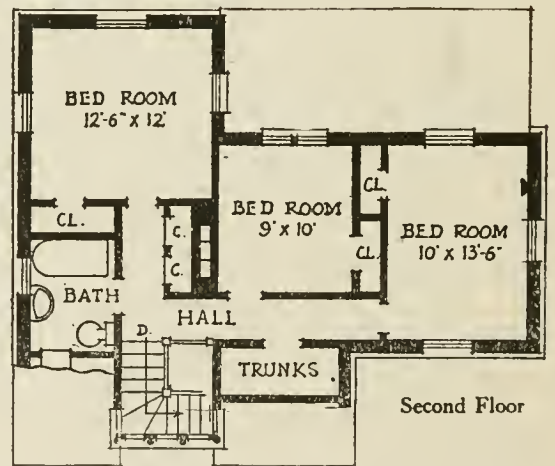 BED ROOM
12'-6" x 12'
CL.
BED ROOM
9' x 10'
CL.
BED ROOM
10' x 13'-6"
C.
CL.
C.
BATH
HALL
D.
TRUNKS
Second Floor